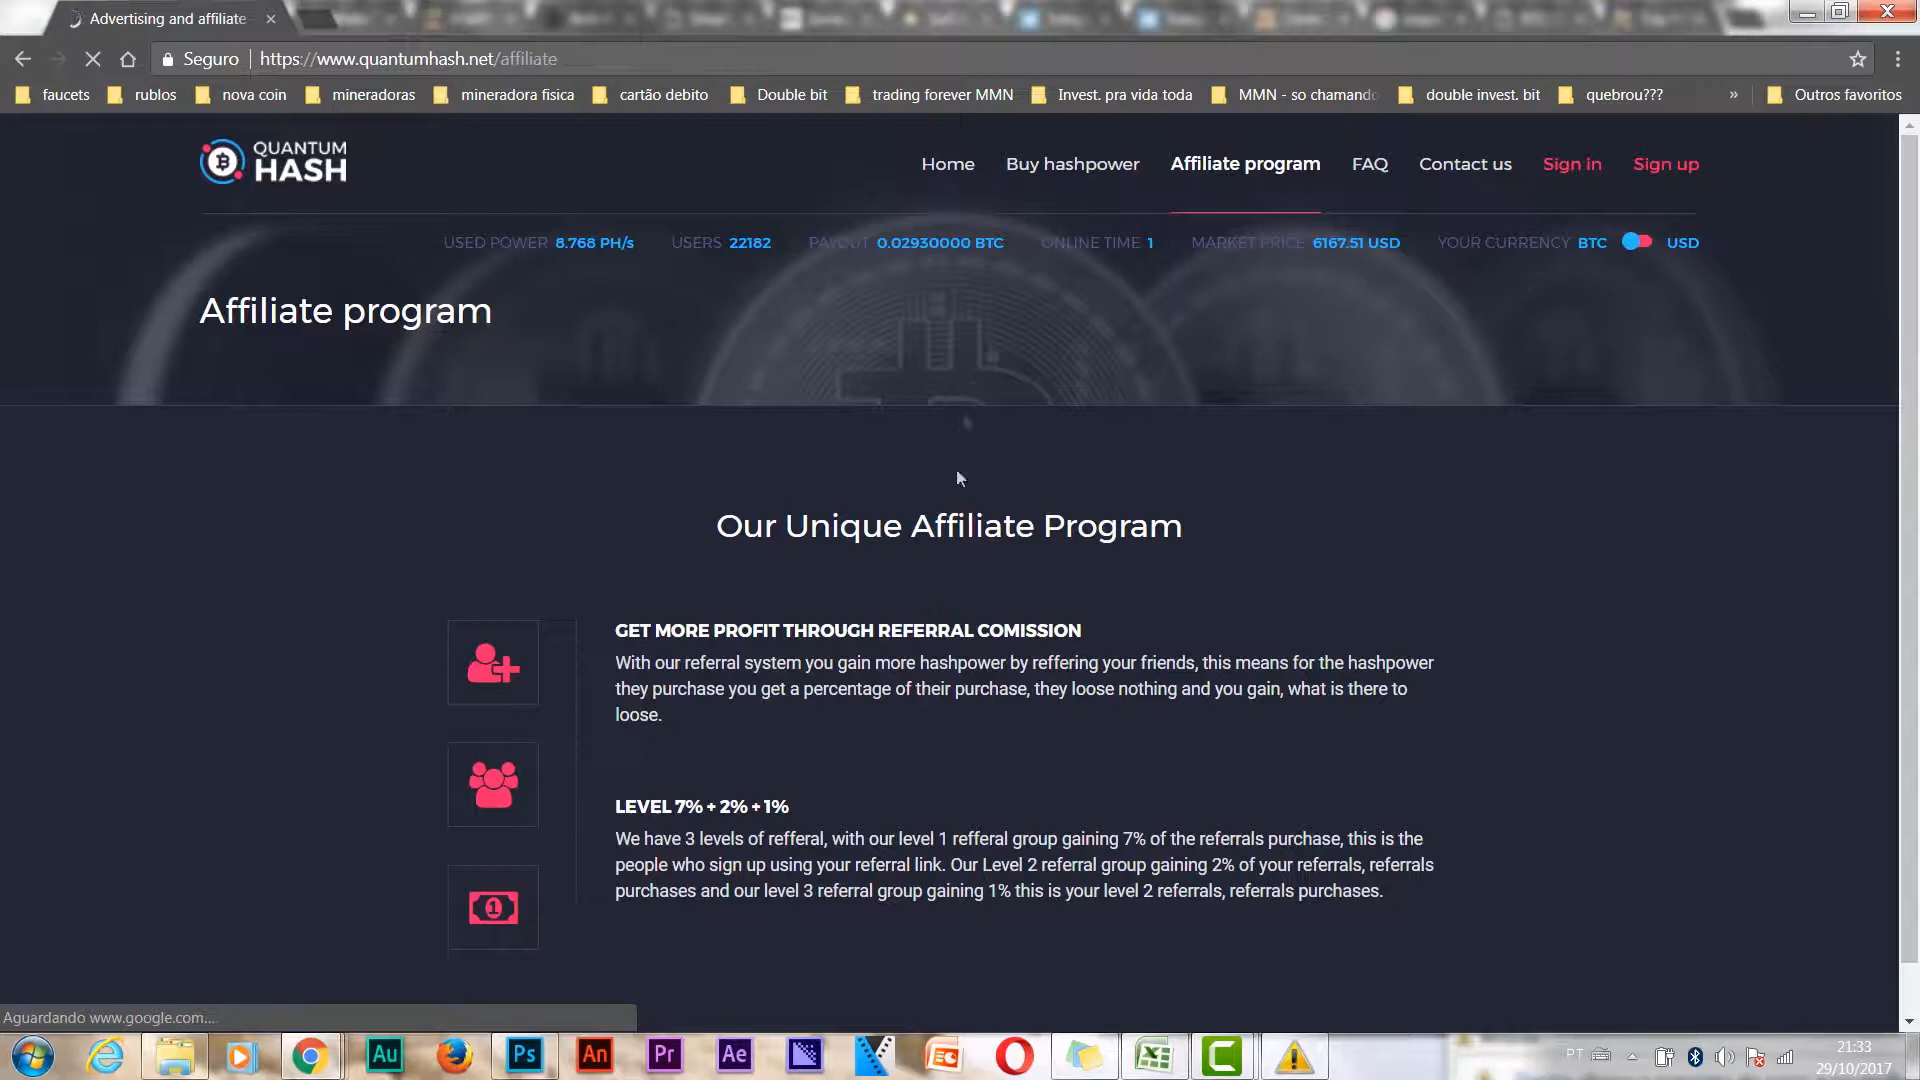 Advertising and affiliate
Seguro
https://www.quantumhash.net/affiliate
faucets
rublos
nova coin
mineradoras
mineradora fisica
cartão debito
Double bit
trading forever MMN
Invest. pra vida toda
MMN - so chamando
double invest. bit
quebrou???
»
Outros favoritos
QUANTUM
HASH
Home
Buy hashpower
Affiliate program
FAQ
Contact us
Sign in
Sign up
USED POWER 8.768 PH/s
USERS 22182
PAYOUT 0.02930000 BTC
ONLINE TIME 1
MARKET PRICE 6167.51 USD
YOUR CURRENCY BTC
USD
Affiliate program
Our Unique Affiliate Program
GET MORE PROFIT THROUGH REFERRAL COMISSION
With our referral system you gain more hashpower by reffering your friends, this means for the hashpower
they purchase you get a percentage of their purchase, they loose nothing and you gain, what is there to
loose.
LEVEL 7% + 2% + 1%
We have 3 levels of refferal, with our level 1 refferal group gaining 7% of the referrals purchase, this is the
people who sign up using your referral link. Our Level 2 referral group gaining 2% of your referrals, referrals
purchases and our level 3 referral group gaining 1% this is your level 2 referrals, referrals purchases.
Aguardando www.google.com...
Au
Ps
An
Pr
Ae
PT
21:33
29/10/2017